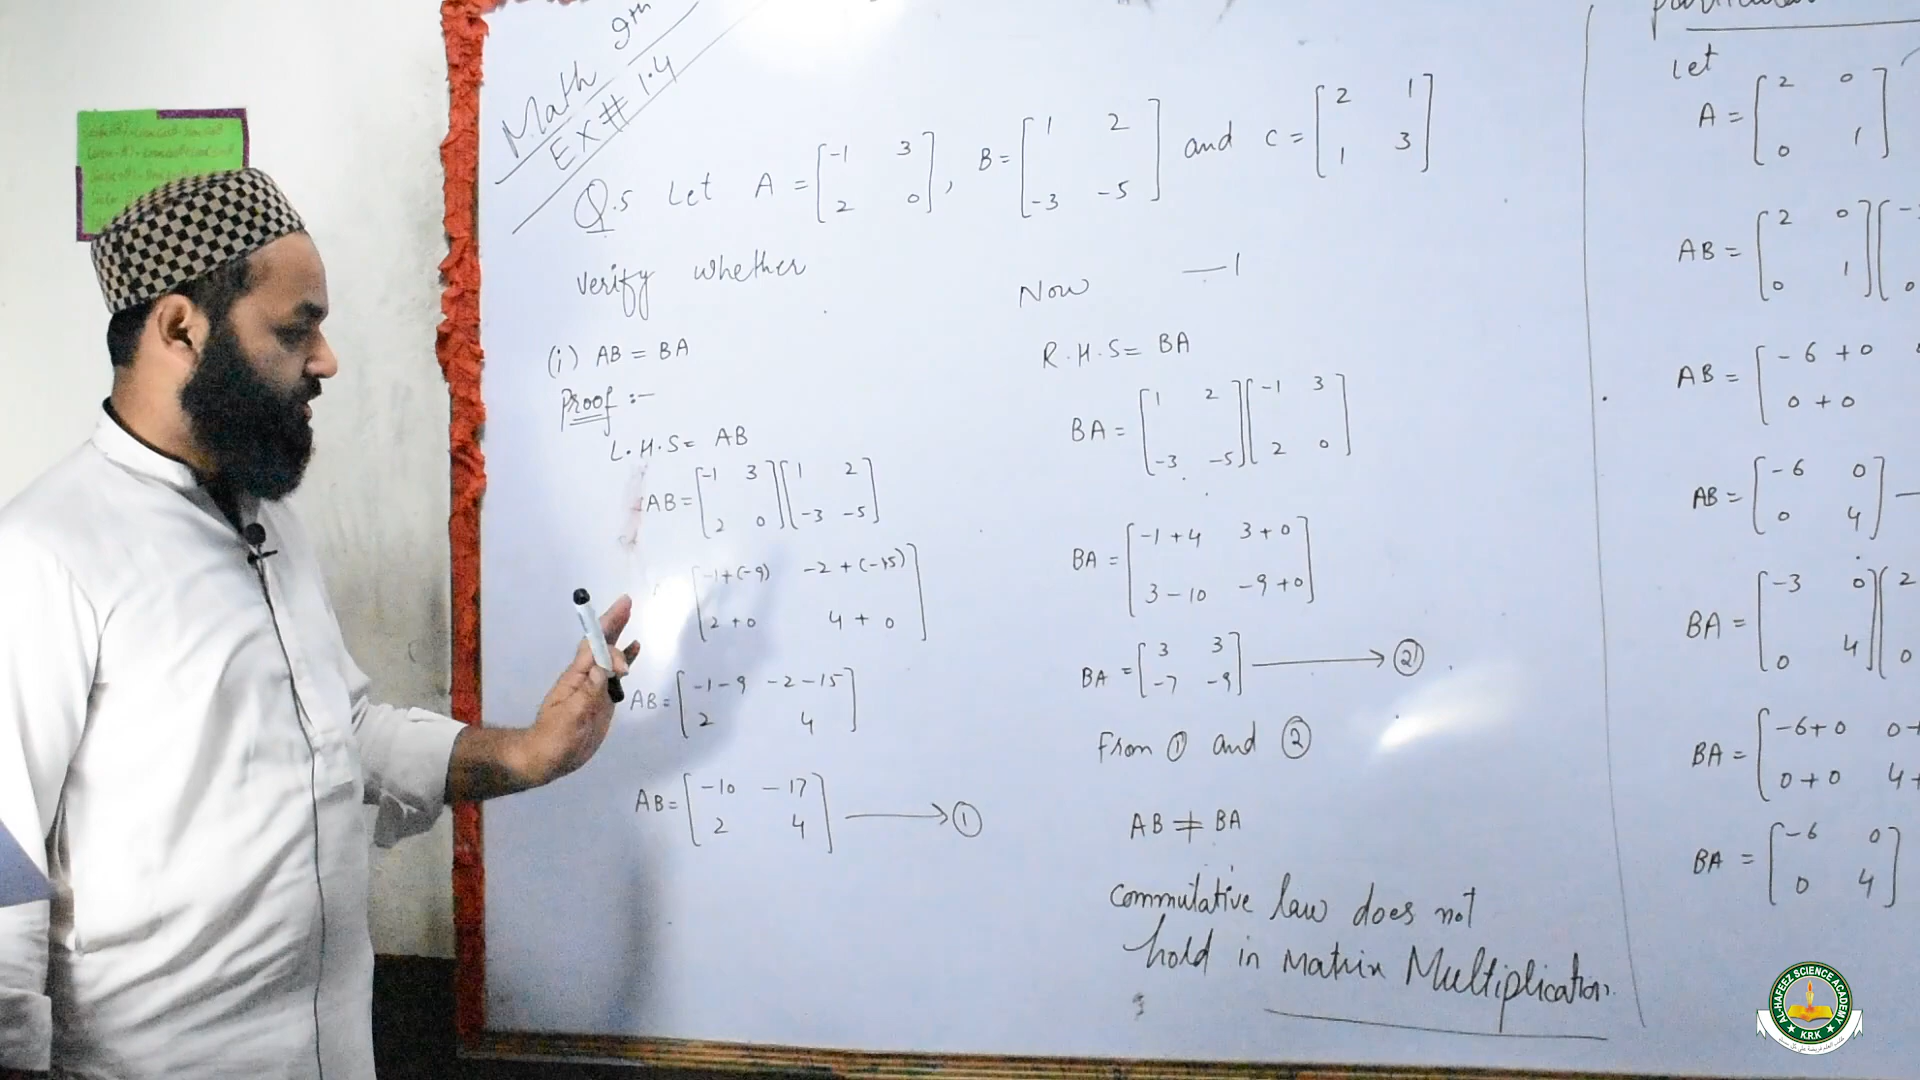 Math 9th
EX# 1.4
Q.5 Let A = [-1 3 2 0], B = [1 2 -3 -5] and C = [2 1 1 3]
verify whether
(i) AB = BA
Proof :-
L.H.S = AB
AB = [-1 3 2 0][1 2 -3 -5]
[-1+(-9) -2+(-15) 2+0 4+0]
AB = [-1-9 -2-15 2 4]
AB = [-10 -17 2 4] → ①
Now —1
R.H.S = BA
BA = [1 2 -3 -5][-1 3 2 0]
BA = [-1+4 3+0 3-10 -9+0]
BA = [3 3 -7 -9] → ②
From ① and ②
AB ≠ BA
Commutative law does not
hold in Matrix Multiplication.
Let
A = [2 0 0 1]
AB = [2 0 0 1][
AB = [-6+0 0+0
AB = [-6 0 0 4]
BA = [-3 0 0 4][2 0
BA = [-6+0 0+0 4+
BA = [-6 0 0 4]
AL-HAFEEZ SCIENCE ACADEMY
KRK